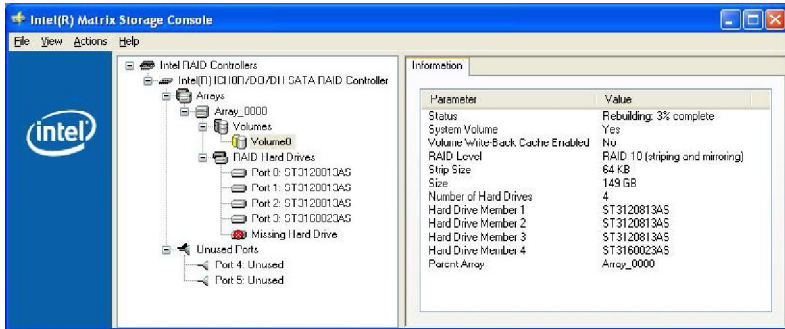 Intel(R) Matrix Storage Console
File View Actions Help
Intel RAID Controllers
Intel(R) SATA RAID Controller
Arrays
Array_0000
Volumes
Volume0
RAID Hard Drives
Port 0: ST3120813AS
Port 1: ST3120813AS
Port 2: ST3120813AS
Port 3: ST3160023AS
Missing Hard Drive
Unused Ports
Port 4: Unused
Port 5: Unused
intel
Information
Parameter Value
Status Rebuilding: 3% complete
System Volume Yes
Volume Write-Back Cache Enabled No
RAID Level RAID 10 (striping and mirroring)
Strip Size 64 KB
Size 149 GB
Number of Hard Drives 4
Hard Drive Member 1 ST3120813AS
Hard Drive Member 2 ST3120813AS
Hard Drive Member 3 ST3120813AS
Hard Drive Member 4 ST3160023AS
Parent Array Array_0000